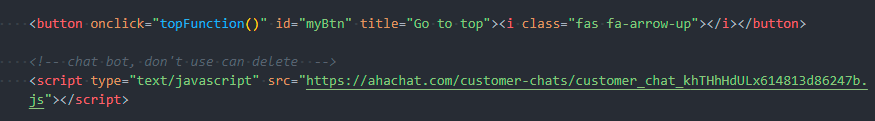 <button onclick="topFunction()" id="myBtn" title="Go to top"><i class="fas fa-arrow-up"></i></button>
<!-- chat bot, don't use can delete -->
<script type="text/javascript" src="https://ahachat.com/customer-chats/customer_chat_khTHhHdULx614813d86247b.
js"></script>